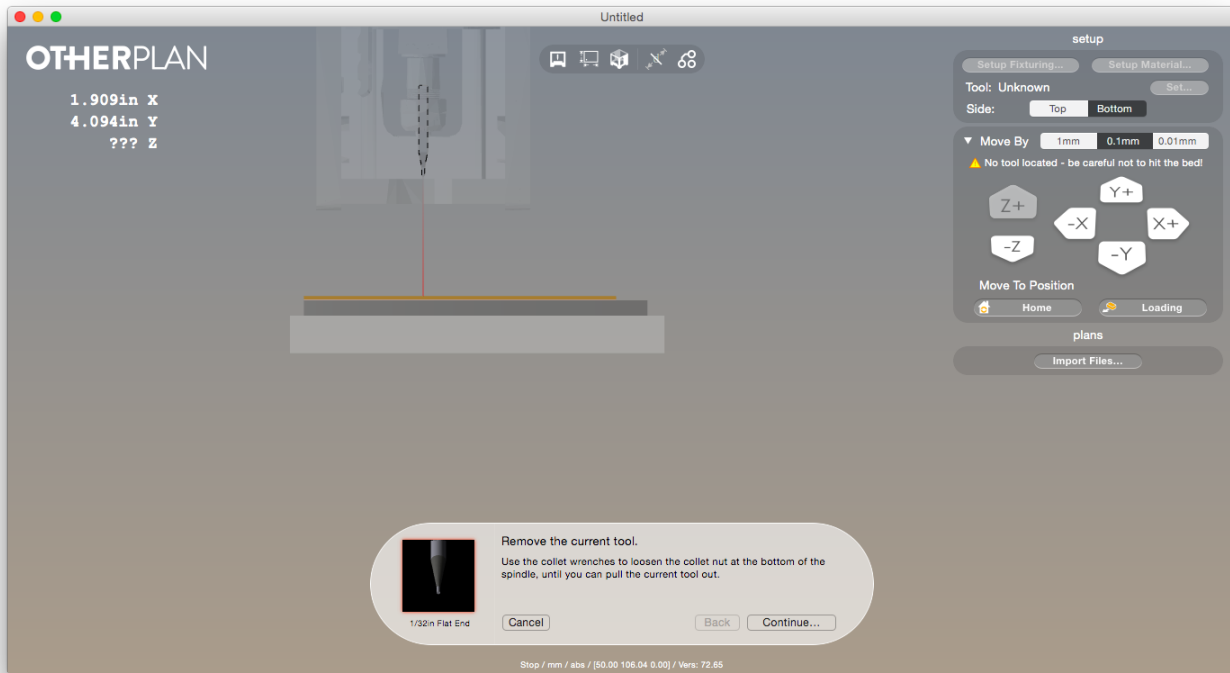 Untitled
OTHERPLAN
1.909in X
4.094in Y
??? Z
setup
Setup Fixturing...
Setup Material...
Tool: Unknown
Set...
Side:
Top
Bottom
Move By
1mm
0.1mm
0.01mm
No tool located - be careful not to hit the bed!
Z+
-Z
Y+
-X
X+
-Y
Move To Position
Home
Loading
plans
Import Files...
Remove the current tool.
Use the collet wrenches to loosen the collet nut at the bottom of the
spindle, until you can pull the current tool out.
1/32in Flat End
Cancel
Back
Continue...
Stop / mm / abs / [50.00 106.04 0.00] / Vers: 72.65